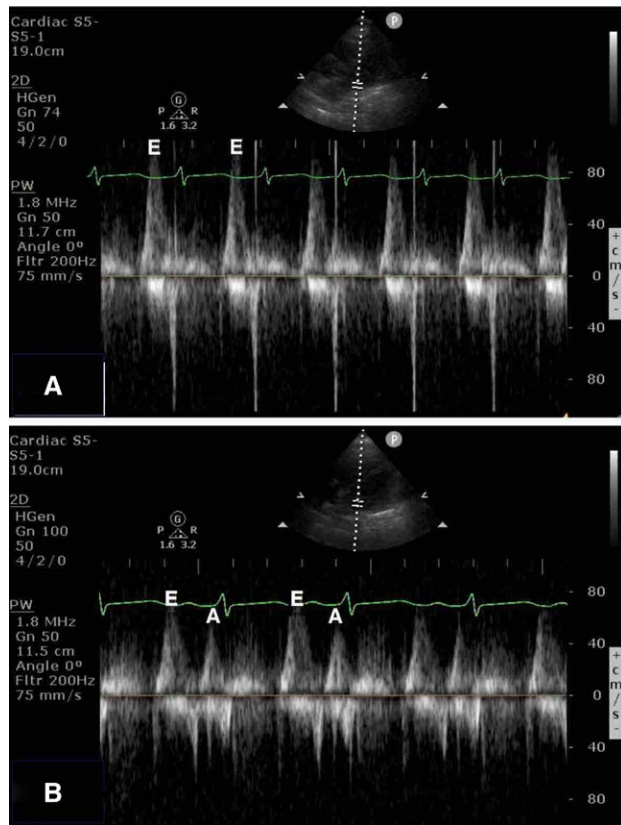 Cardiac S5-
S5-1
19.0cm
P
2D
HGen
Gn 74
50
4/2/0
G
P R
1.6 3.2
E E
PW
1.8 MHz
Gn 50
11.7 cm
Angle 0º
Fltr 200Hz
75 mm/s
80
40
0
40
80
+
c
m
/
s
-
A
Cardiac S5-
S5-1
19.0cm
P
2D
HGen
Gn 100
50
4/2/0
G
P R
1.6 3.2
E A E A
PW
1.8 MHz
Gn 50
11.5 cm
Angle 0º
Fltr 200Hz
75 mm/s
80
40
0
40
80
+
c
m
/
s
-
B